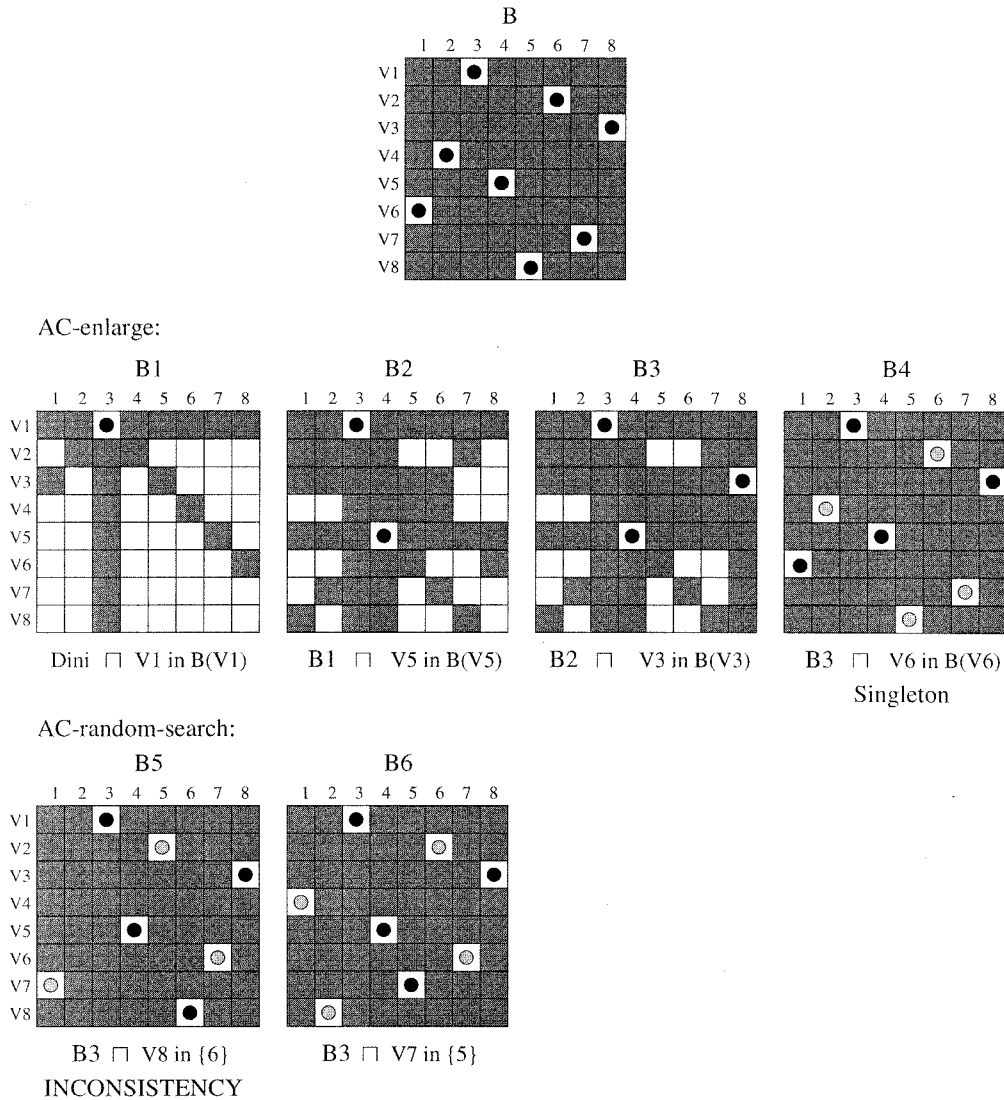 B
1 2 3 4 5 6 7 8
V1
V2
V3
V4
V5
V6
V7
V8
AC-enlarge:
B1 B2 B3 B4
1 2 3 4 5 6 7 8 1 2 3 4 5 6 7 8 1 2 3 4 5 6 7 8 1 2 3 4 5 6 7 8
V1
V2
V3
V4
V5
V6
V7
V8
Dini ⊓ V1 in B(V1) B1 ⊓ V5 in B(V5) B2 ⊓ V3 in B(V3) B3 ⊓ V6 in B(V6)
Singleton
AC-random-search:
B5 B6
1 2 3 4 5 6 7 8 1 2 3 4 5 6 7 8
V1
V2
V3
V4
V5
V6
V7
V8
B3 ⊓ V8 in {6} B3 ⊓ V7 in {5}
INCONSISTENCY